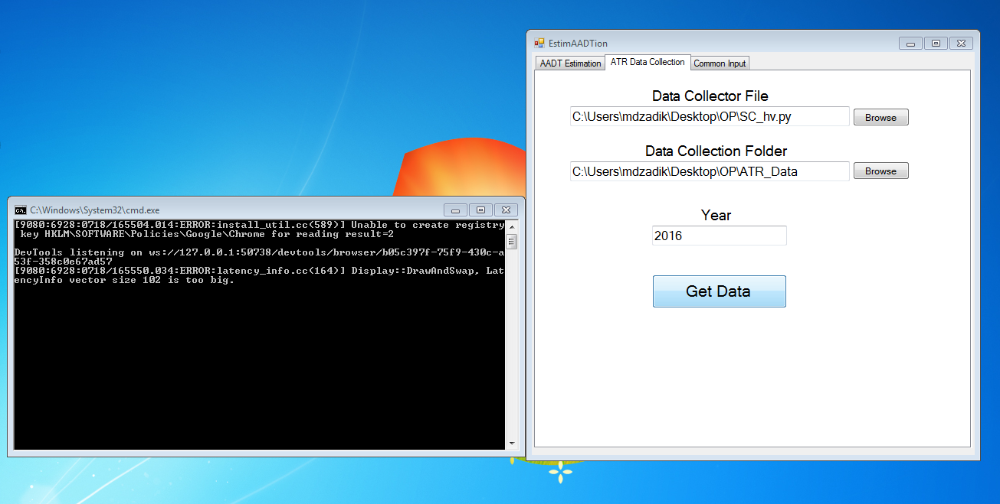 C:\Windows\System32\cmd.exe
[9080:6928:0718/165504.014:ERROR:install_util.cc(589)] Unable to create registry
 key HKLM\SOFTWARE\Policies\Google\Chrome for reading result=2
DevTools listening on ws://127.0.0.1:50738/devtools/browser/b05c397f-75f9-430c-a
53f-358c0e67ad57
[9080:6928:0718/165550.034:ERROR:latency_info.cc(164)] Display::DrawAndSwap, Lat
encyInfo vector size 102 is too big.
EstimAADTion
AADT Estimation ATR Data Collection Common Input
Data Collector File
C:\Users\mdzadik\Desktop\OP\SC_hv.py Browse
Data Collection Folder
C:\Users\mdzadik\Desktop\OP\ATR_Data Browse
Year
2016
Get Data